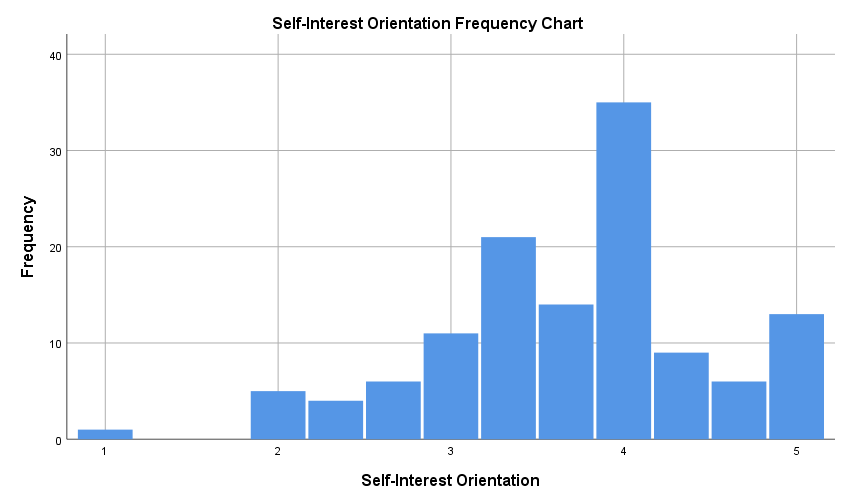 Self-Interest Orientation Frequency Chart
40
30
20
10
0
Frequency
1 2 3 4 5
Self-Interest Orientation